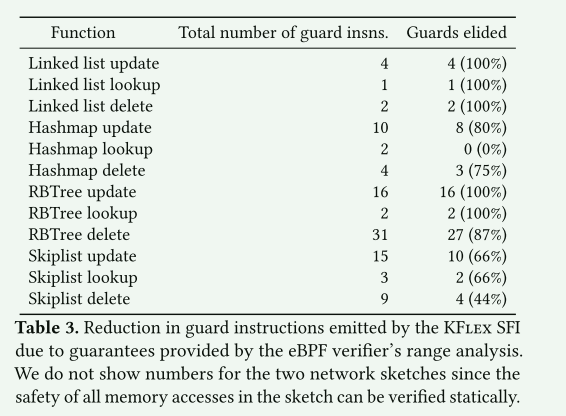 Function Total number of guard insns. Guards elided
Linked list update 4 4 (100%)
Linked list lookup 1 1 (100%)
Linked list delete 2 2 (100%)
Hashmap update 10 8 (80%)
Hashmap lookup 2 0 (0%)
Hashmap delete 4 3 (75%)
RBTree update 16 16 (100%)
RBTree lookup 2 2 (100%)
RBTree delete 31 27 (87%)
Skiplist update 15 10 (66%)
Skiplist lookup 3 2 (66%)
Skiplist delete 9 4 (44%)
Table 3. Reduction in guard instructions emitted by the KFlex SFI
due to guarantees provided by the eBPF verifier's range analysis.
We do not show numbers for the two network sketches since the
safety of all memory accesses in the sketch can be verified statically.